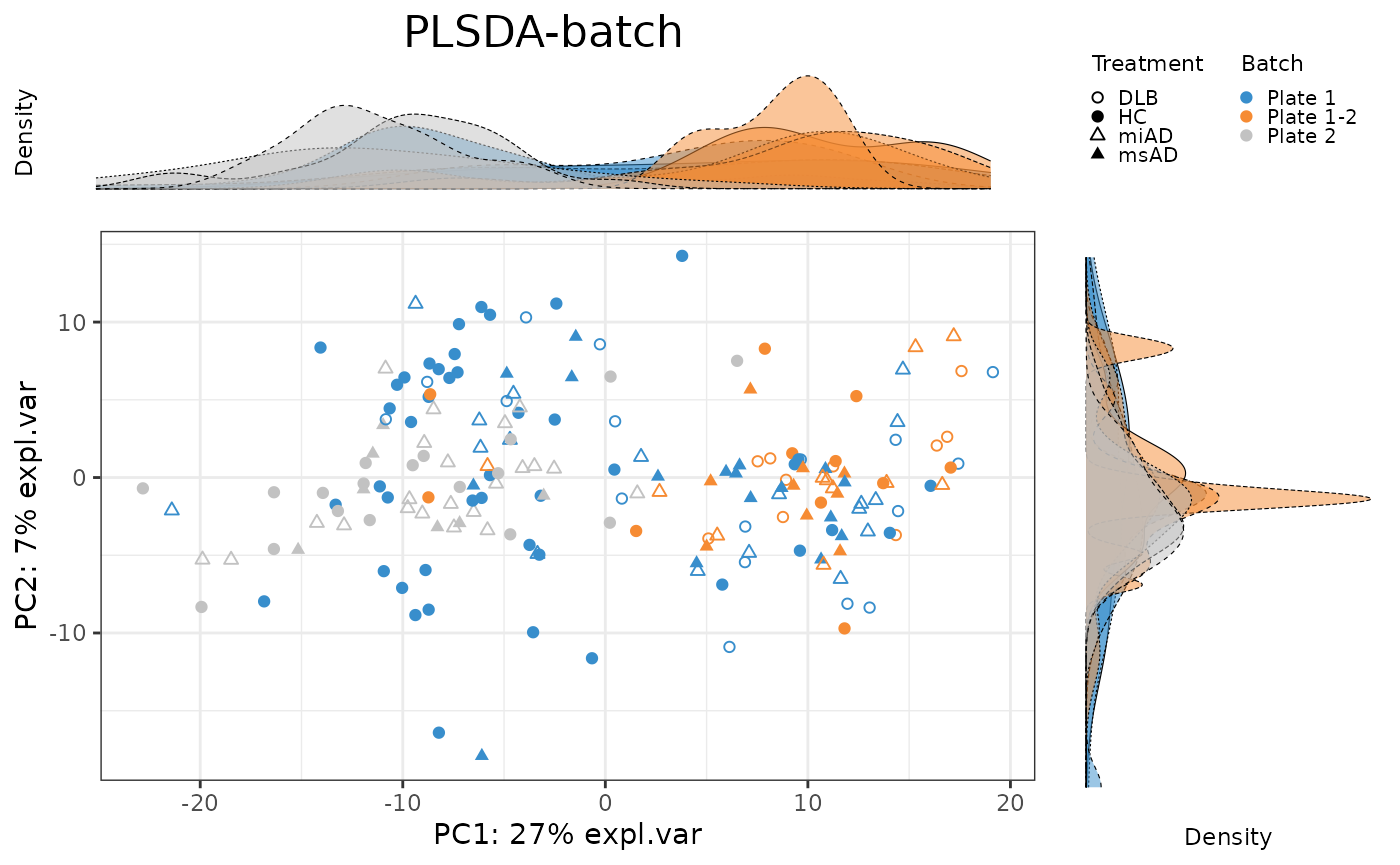 PLSDA-batch
Density
Treatment
DLB
HC
miAD
msAD
Batch
Plate 1
Plate 1-2
Plate 2
PC2: 7% expl.var
10
0
-10
-20
-10
0
10
20
PC1: 27% expl.var
Density